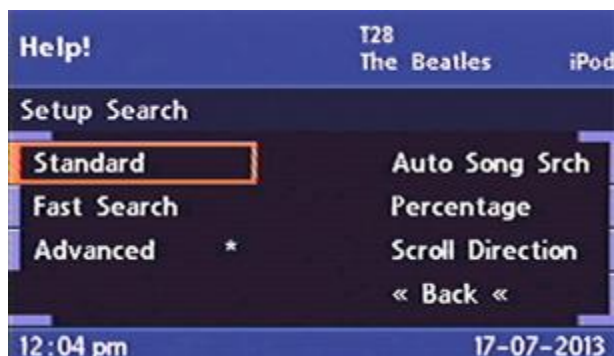 Help!
T28
The Beatles
iPod
Setup Search
Standard
Auto Song Srch
Fast Search
Percentage
Advanced *
Scroll Direction
« Back «
12:04 pm
17-07-2013